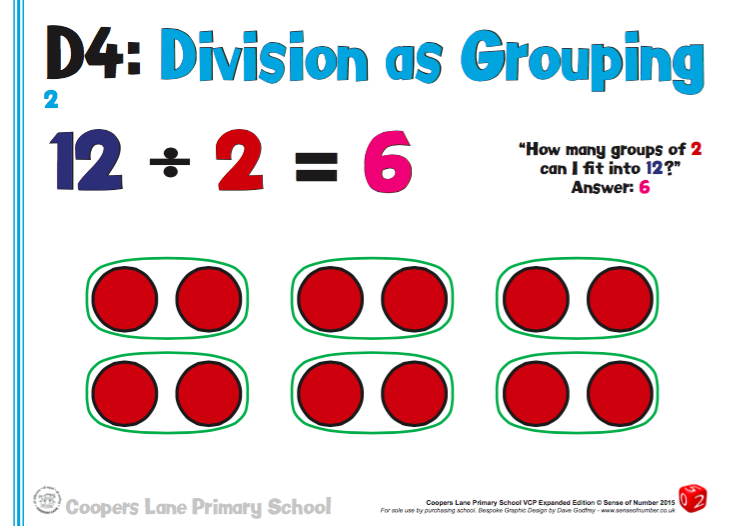 D4: Division as Grouping
2
12 ÷ 2 = 6
“How many groups of 2
can I fit into 12?”
Answer: 6
Coopers Lane Primary School
Coopers Lane Primary School VCP Expanded Edition © Sense of Number 2015
For sole use by purchasing school. Bespoke Graphic Design by Dave Godfrey - www.senseofnumber.co.uk